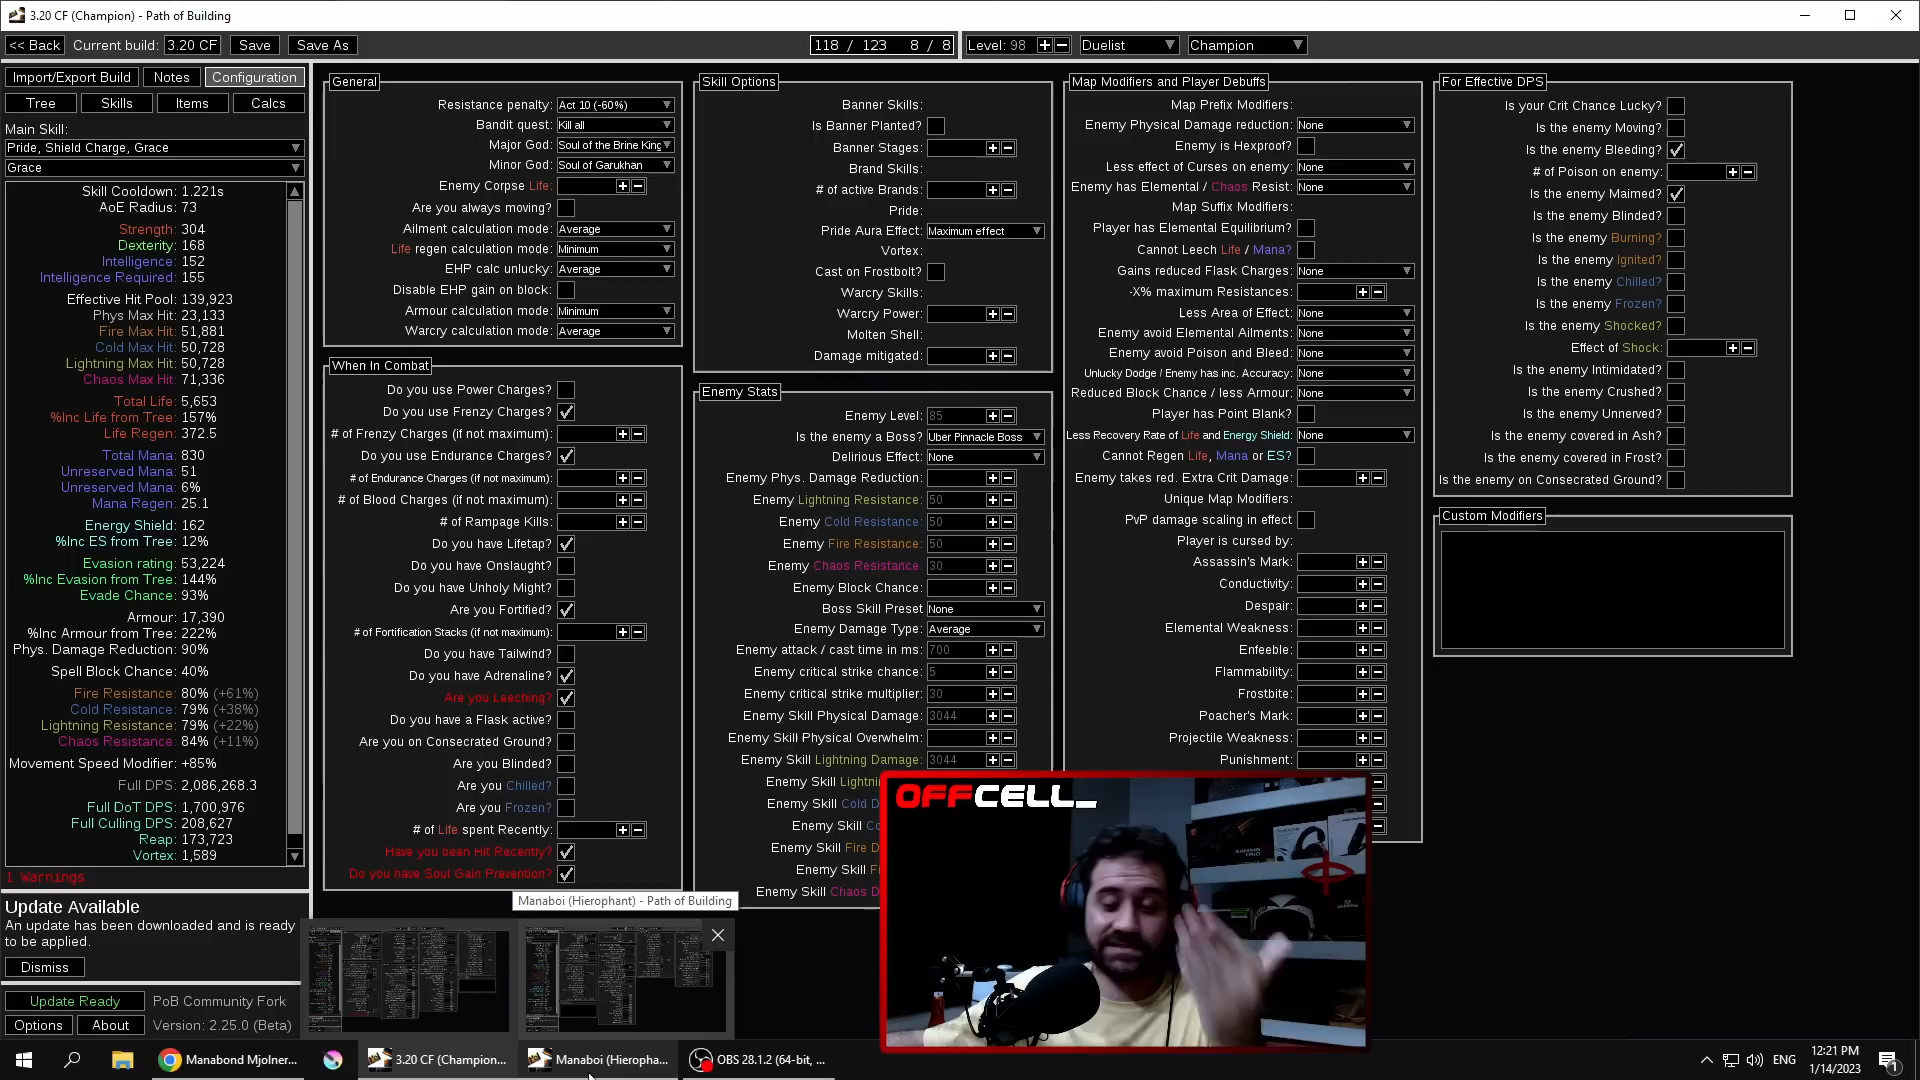 3.20 CF (Champion) - Path of Building
<< Back
Current build: 3.20 CF
Save
Save As
118 / 123 8 / 8
Level: 98
Duelist
Champion
Import/Export Build
Notes
Configuration
Tree
Skills
Items
Calcs
Main Skill:
Pride, Shield Charge, Grace
Grace
Skill Cooldown: 1.221s
AoE Radius: 73
Strength: 304
Dexterity: 168
Intelligence: 152
Intelligence Required: 155
Effective Hit Pool: 139,923
Phys Max Hit: 23,133
Fire Max Hit: 51,881
Cold Max Hit: 50,728
Lightning Max Hit: 50,728
Chaos Max Hit: 71,336
Total Life: 5,653
%Inc Life from Tree: 157%
Life Regen: 372.5
Total Mana: 830
Unreserved Mana: 51
Unreserved Mana: 6%
Mana Regen: 25.1
Energy Shield: 162
%Inc ES from Tree: 12%
Evasion rating: 53,224
%Inc Evasion from Tree: 144%
Evade Chance: 93%
Armour: 17,390
%Inc Armour from Tree: 222%
Phys. Damage Reduction: 90%
Spell Block Chance: 40%
Fire Resistance: 80% (+61%)
Cold Resistance: 79% (+38%)
Lightning Resistance: 79% (+22%)
Chaos Resistance: 84% (+11%)
Movement Speed Modifier: +85%
Full DPS: 2,086,268.3
Full DoT DPS: 1,700,976
Full Culling DPS: 208,627
Reap: 173,723
Vortex: 1,589
1 Warnings
Update Available
An update has been downloaded and is ready
to be applied.
Dismiss
Update Ready
PoB Community Fork
Options
About
Version: 2.25.0 (Beta)
General
Resistance penalty: Act 10 (-60%)
Bandit quest: Kill all
Major God: Soul of the Brine King
Minor God: Soul of Garukhan
Enemy Corpse Life:
Are you always moving?
Ailment calculation mode: Average
Life regen calculation mode: Minimum
EHP calc unlucky: Average
Disable EHP gain on block:
Armour calculation mode: Minimum
Warcry calculation mode: Average
When In Combat
Do you use Power Charges?
Do you use Frenzy Charges?
# of Frenzy Charges (if not maximum):
Do you use Endurance Charges?
# of Endurance Charges (if not maximum):
# of Blood Charges (if not maximum):
# of Rampage Kills:
Do you have Lifetap?
Do you have Onslaught?
Do you have Unholy Might?
Are you Fortified?
# of Fortification Stacks (if not maximum):
Do you have Tailwind?
Do you have Adrenaline?
Are you Leeching?
Do you have a Flask active?
Are you on Consecrated Ground?
Are you Blinded?
Are you Chilled?
Are you Frozen?
# of Life spent Recently:
Have you been Hit Recently?
Do you have Soul Gain Prevention?
Skill Options
Banner Skills:
Is Banner Planted?
Banner Stages:
Brand Skills:
# of active Brands:
Pride:
Pride Aura Effect: Maximum effect
Vortex:
Cast on Frostbolt?
Warcry Skills:
Warcry Power:
Molten Shell:
Damage mitigated:
Enemy Stats
Enemy Level: 85
Is the enemy a Boss? Uber Pinnacle Boss
Delirious Effect: None
Enemy Phys. Damage Reduction:
Enemy Lightning Resistance: 50
Enemy Cold Resistance: 50
Enemy Fire Resistance: 50
Enemy Chaos Resistance: 30
Enemy Block Chance:
Boss Skill Preset None
Enemy Damage Type: Average
Enemy attack / cast time in ms: 700
Enemy critical strike chance: 5
Enemy critical strike multiplier: 30
Enemy Skill Physical Damage: 3044
Enemy Skill Physical Overwhelm:
Enemy Skill Lightning Damage: 3044
Enemy Skill Lightni
Enemy Skill Cold D
Enemy Skill Co
Enemy Skill Fire D
Enemy Skill Fi
Enemy Skill Chaos D
Map Modifiers and Player Debuffs
Map Prefix Modifiers:
Enemy Physical Damage reduction: None
Enemy is Hexproof?
Less effect of Curses on enemy: None
Enemy has Elemental / Chaos Resist: None
Map Suffix Modifiers:
Player has Elemental Equilibrium?
Cannot Leech Life / Mana?
Gains reduced Flask Charges: None
-X% maximum Resistances:
Less Area of Effect: None
Enemy avoid Elemental Ailments: None
Enemy avoid Poison and Bleed: None
Unlucky Dodge / Enemy has inc. Accuracy: None
Reduced Block Chance / less Armour: None
Player has Point Blank?
Less Recovery Rate of Life and Energy Shield: None
Cannot Regen Life, Mana or ES?
Enemy takes red. Extra Crit Damage:
Unique Map Modifiers:
PvP damage scaling in effect
Player is cursed by:
Assassin's Mark:
Conductivity:
Despair:
Elemental Weakness:
Enfeeble:
Flammability:
Frostbite:
Poacher's Mark:
Projectile Weakness:
Punishment:
For Effective DPS
Is your Crit Chance Lucky?
Is the enemy Moving?
Is the enemy Bleeding?
# of Poison on enemy:
Is the enemy Maimed?
Is the enemy Blinded?
Is the enemy Burning?
Is the enemy Ignited?
Is the enemy Chilled?
Is the enemy Frozen?
Is the enemy Shocked?
Effect of Shock:
Is the enemy Intimidated?
Is the enemy Crushed?
Is the enemy Unnerved?
Is the enemy covered in Ash?
Is the enemy covered in Frost?
Is the enemy on Consecrated Ground?
Custom Modifiers
OFFCELL_
Manaboi (Hierophant) - Path of Building
Manabond Mjolner...
3.20 CF (Champion...
Manaboi (Hieropha...
OBS 28.1.2 (64-bit, ...
ENG
12:21 PM
1/14/2023
1